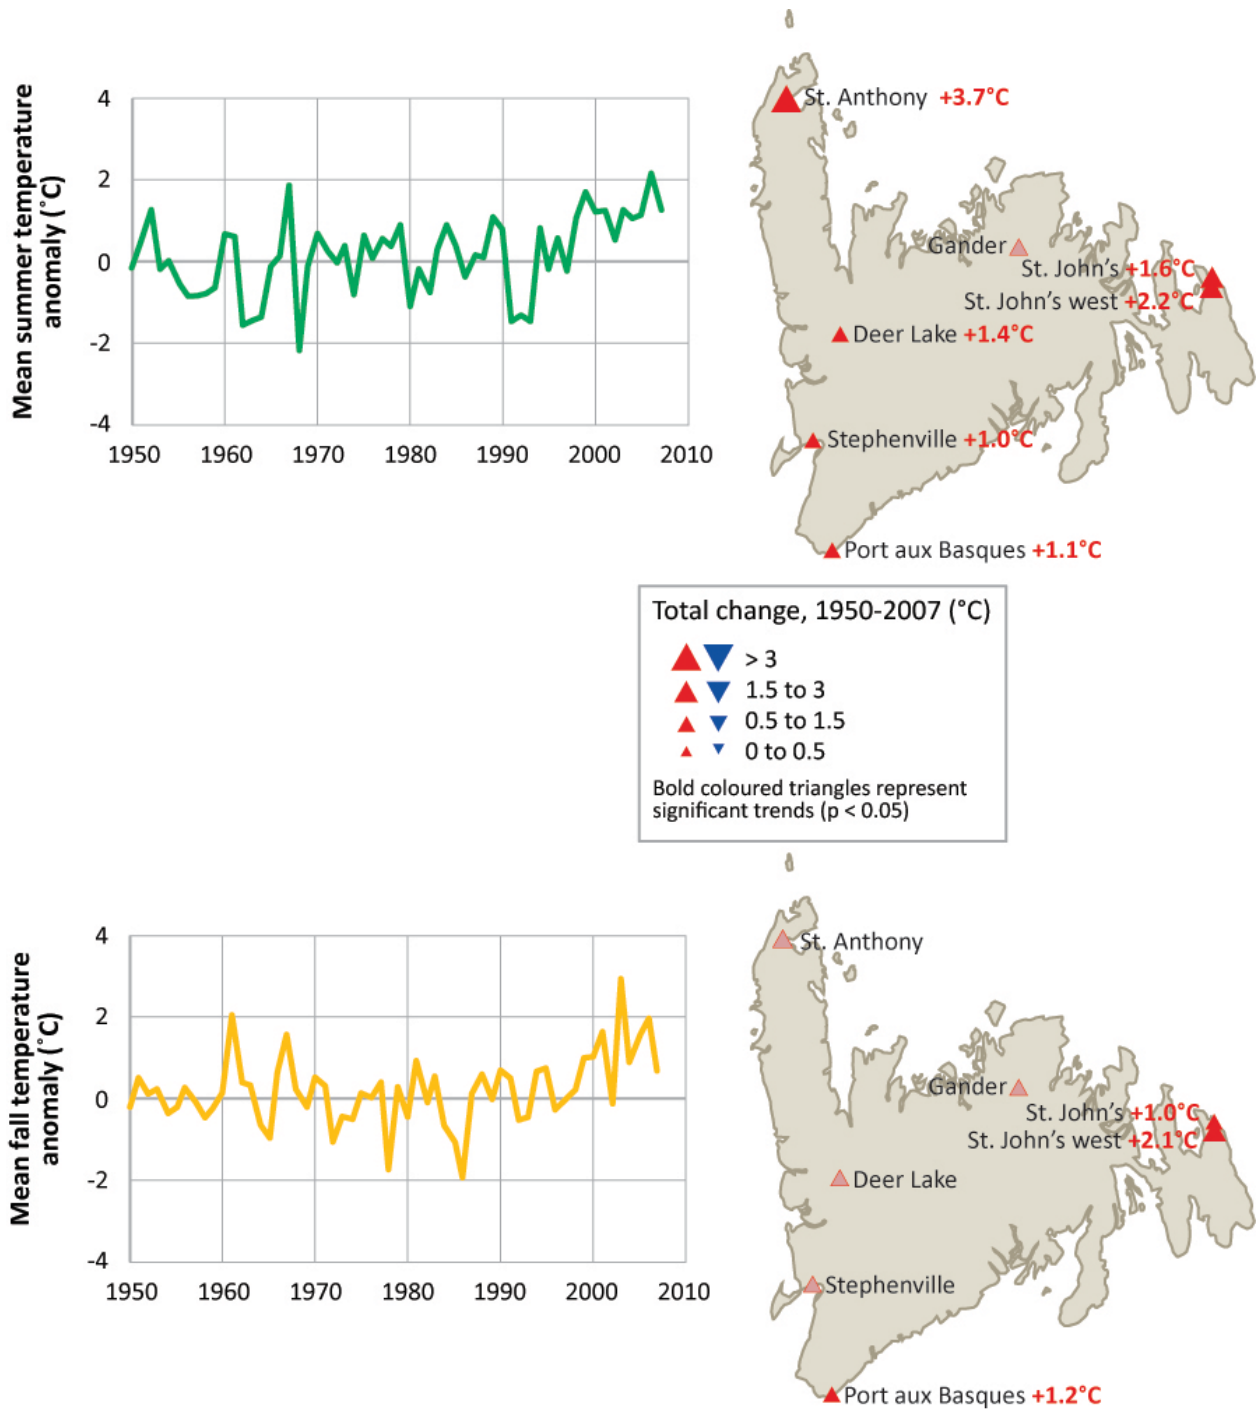 Mean summer temperature
anomaly (˚C)
4
2
0
-2
-4
1950 1960 1970 1980 1990 2000 2010
St. Anthony +3.7°C
Gander
St. John's +1.6°C
St. John's west +2.2°C
Deer Lake +1.4°C
Stephenville +1.0°C
Port aux Basques +1.1°C
Total change, 1950-2007 (°C)
> 3
1.5 to 3
0.5 to 1.5
0 to 0.5
Bold coloured triangles represent
significant trends (p < 0.05)
Mean fall temperature
anomaly (˚C)
4
2
0
-2
-4
1950 1960 1970 1980 1990 2000 2010
St. Anthony
Gander
St. John's +1.0°C
St. John's west +2.1°C
Deer Lake
Stephenville
Port aux Basques +1.2°C